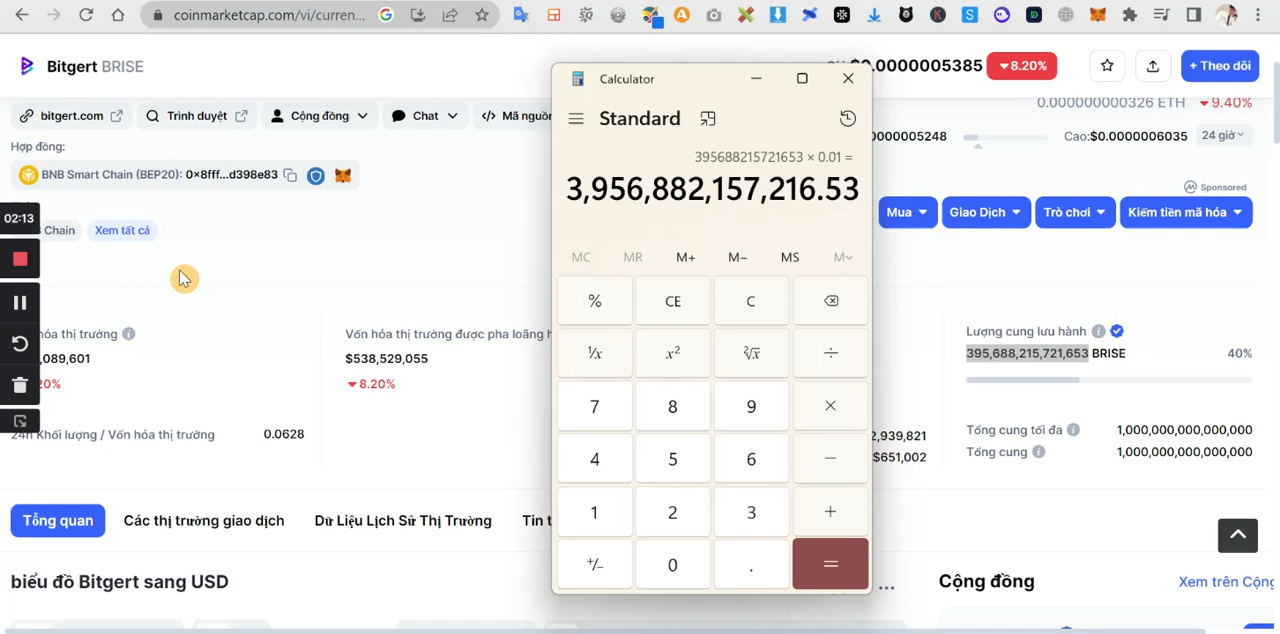 coinmarketcap.com/vi/curren...
Bitgert BRISE
$0.0000005385
8.20%
+ Theo dõi
0.000000000326 ETH
9.40%
bitgert.com
Trình duyệt
Cộng đồng
Chat
Mã nguồn
0000005248
Cao:$0.0000006035
24 giờ
Hợp đồng:
BNB Smart Chain (BEP20): 0x8fff...d398e83
Sponsored
Mua
Giao Dịch
Trò chơi
Kiếm tiền mã hóa
02:13
Chain
Xem tất cả
Calculator
Standard
395688215721653 × 0.01 =
3,956,882,157,216.53
MC MR M+ M− MS M
% CE C
¹/x x² ²√x ÷
7 8 9 ×
4 5 6 −
1 2 3 +
+/− 0 . =
hóa thị trường
,089,601
20%
Vốn hóa thị trường được pha loãng h
$538,529,055
8.20%
24h Khối lượng / Vốn hóa thị trường
0.0628
2,939,821
$651,002
Lượng cung lưu hành
395,688,215,721,653 BRISE
40%
Tổng cung tối đa
1,000,000,000,000,000
Tổng cung
1,000,000,000,000,000
Tổng quan
Các thị trường giao dịch
Dữ Liệu Lịch Sử Thị Trường
Tin t
biểu đồ Bitgert sang USD
Cộng đồng
Xem trên Cộng